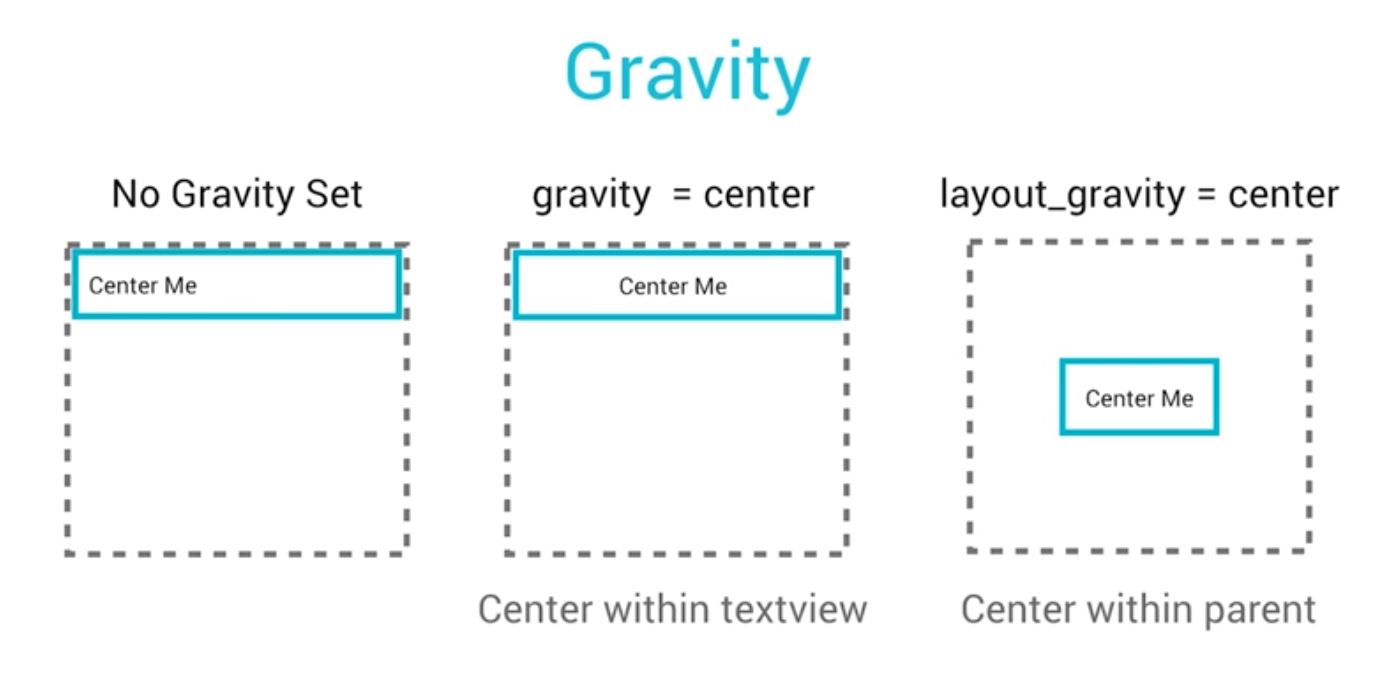 Gravity
No Gravity Set
gravity = center
layout_gravity = center
Center Me
Center Me
Center Me
Center within textview
Center within parent